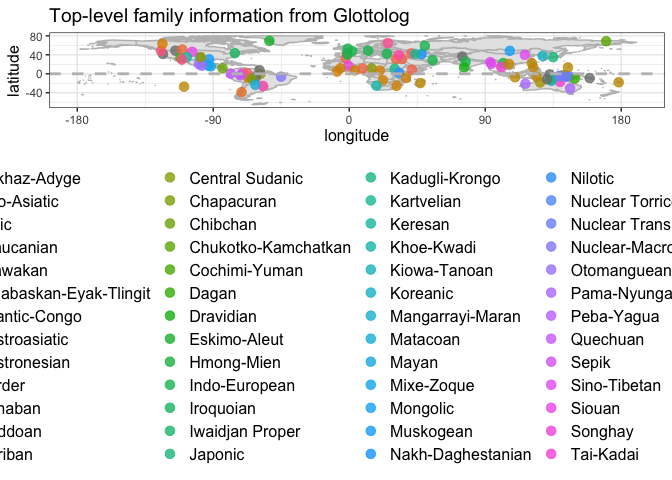 Top-level family information from Glottolog
80
40
0
-40
latitude
-180 -90 0 90 180
longitude
khaz-Adyge Central Sudanic Kadugli-Krongo Nilotic
o-Asiatic Chapacuran Kartvelian Nuclear Torric
ic Chibchan Keresan Nuclear Trans
aucanian Chukotko-Kamchatkan Khoe-Kwadi Nuclear-Macro
awakan Cochimi-Yuman Kiowa-Tanoan Otomanguean
abaskan-Eyak-Tlingit Dagan Koreanic Pama-Nyunga
antic-Congo Dravidian Mangarrayi-Maran Peba-Yagua
stroasiatic Eskimo-Aleut Matacoan Quechuan
stronesian Hmong-Mien Mayan Sepik
rder Indo-European Mixe-Zoque Sino-Tibetan
haban Iroquoian Mongolic Siouan
ddoan Iwaidjan Proper Muskogean Songhay
riban Japonic Nakh-Daghestanian Tai-Kadai